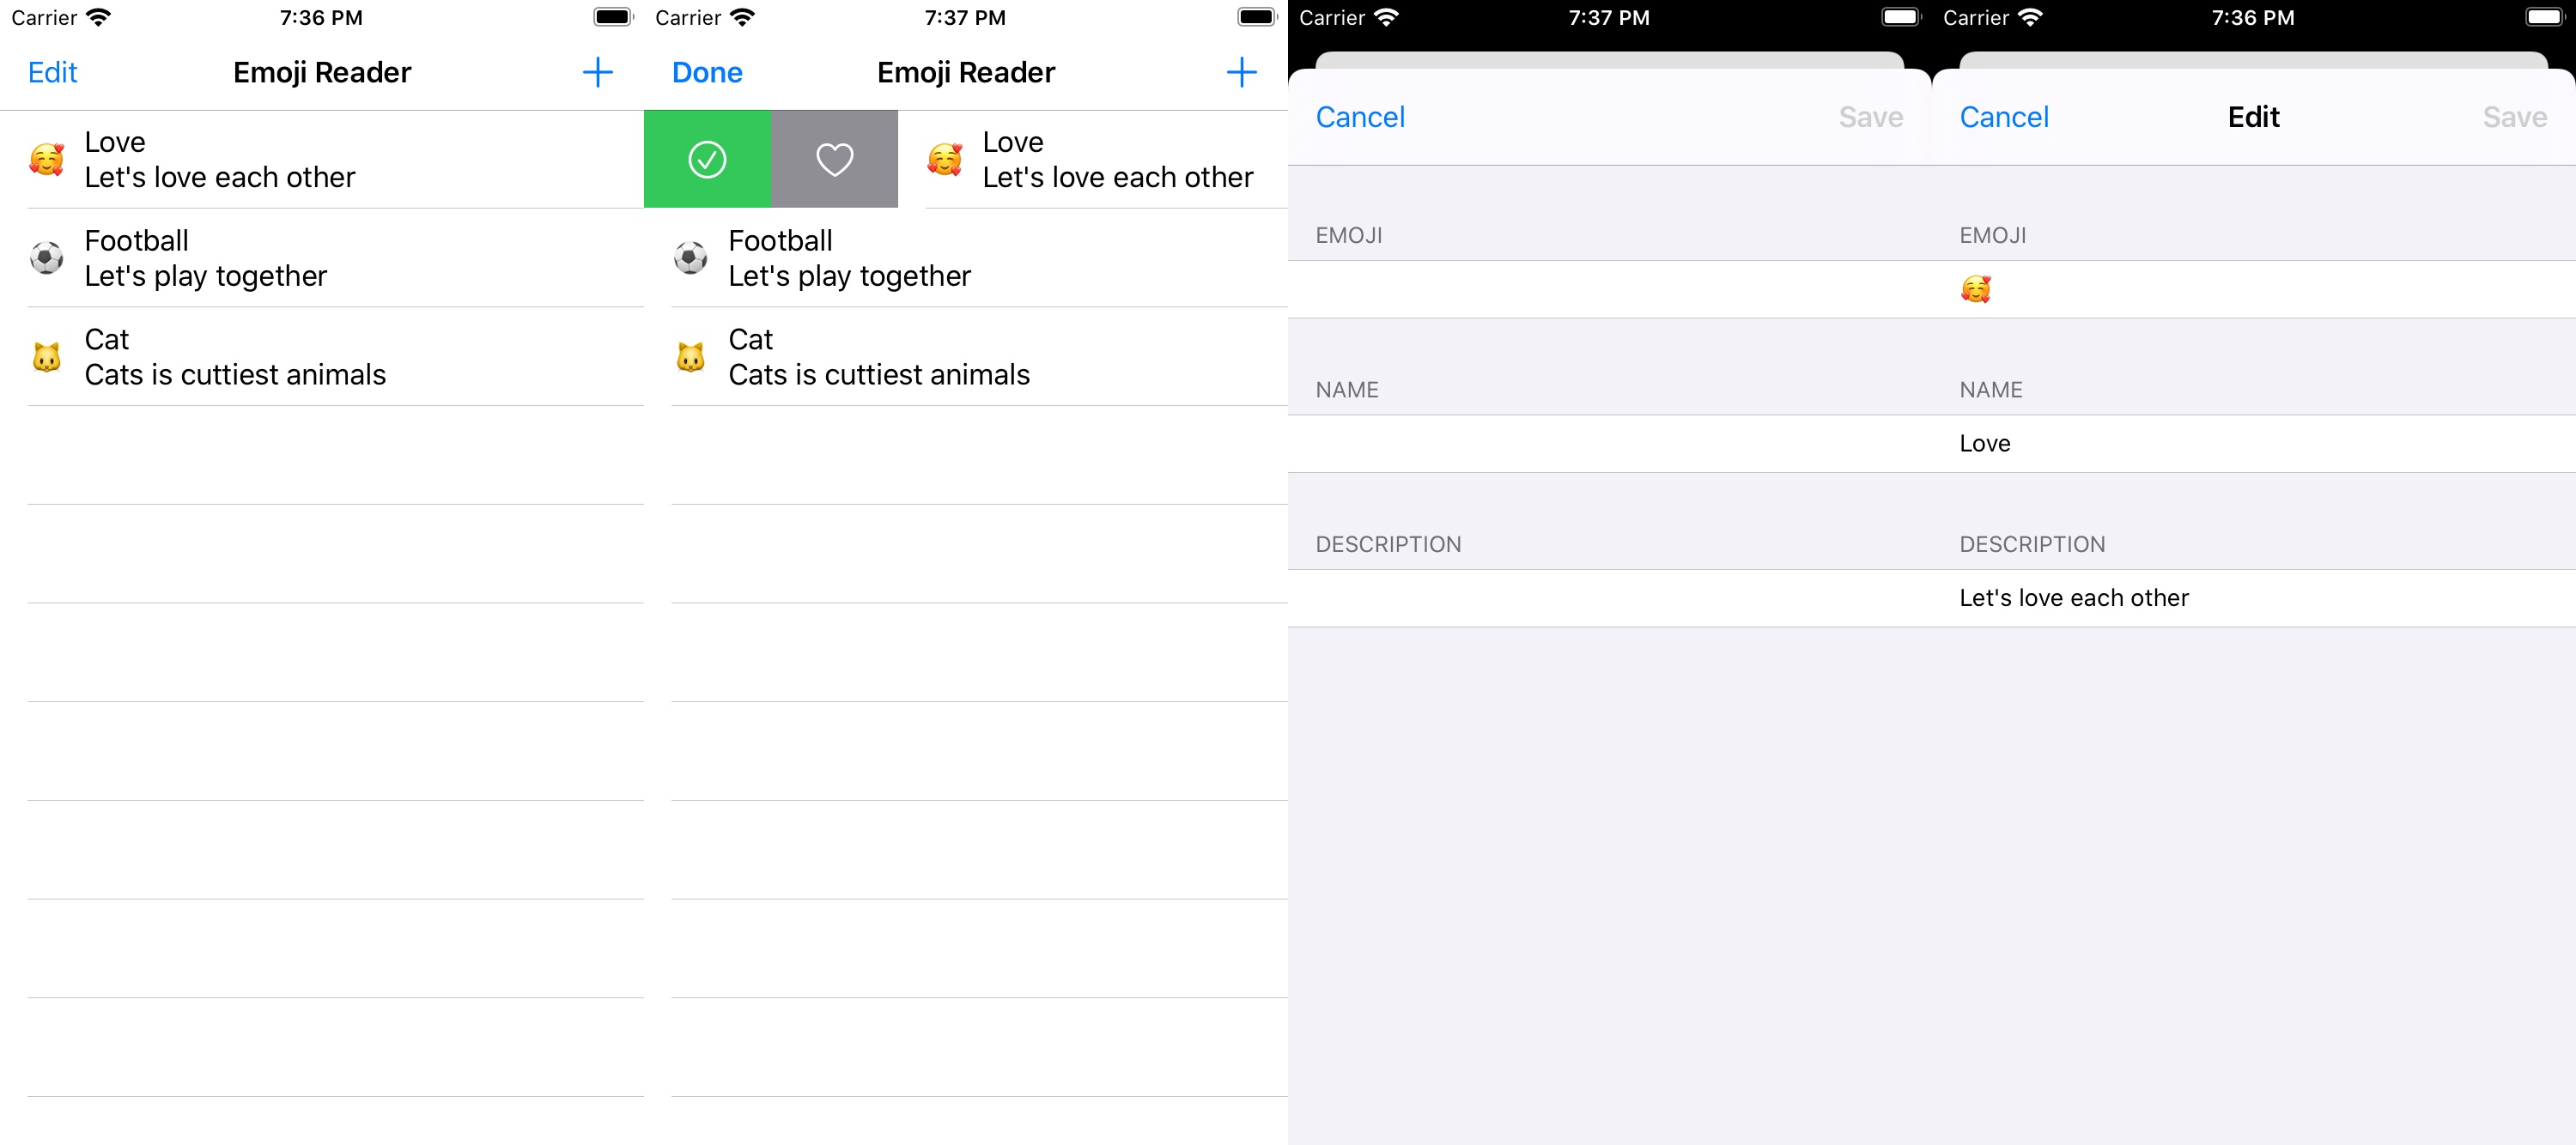 Carrier 7:36 PM
Edit Emoji Reader +
🥰 Love
Let's love each other
⚽ Football
Let's play together
🐱 Cat
Cats is cuttiest animals
Carrier 7:37 PM
Done Emoji Reader +
🥰 Love
Let's love each other
⚽ Football
Let's play together
🐱 Cat
Cats is cuttiest animals
Carrier 7:37 PM
Cancel Save
EMOJI
NAME
DESCRIPTION
Carrier 7:36 PM
Cancel Edit Save
EMOJI
🥰
NAME
Love
DESCRIPTION
Let's love each other